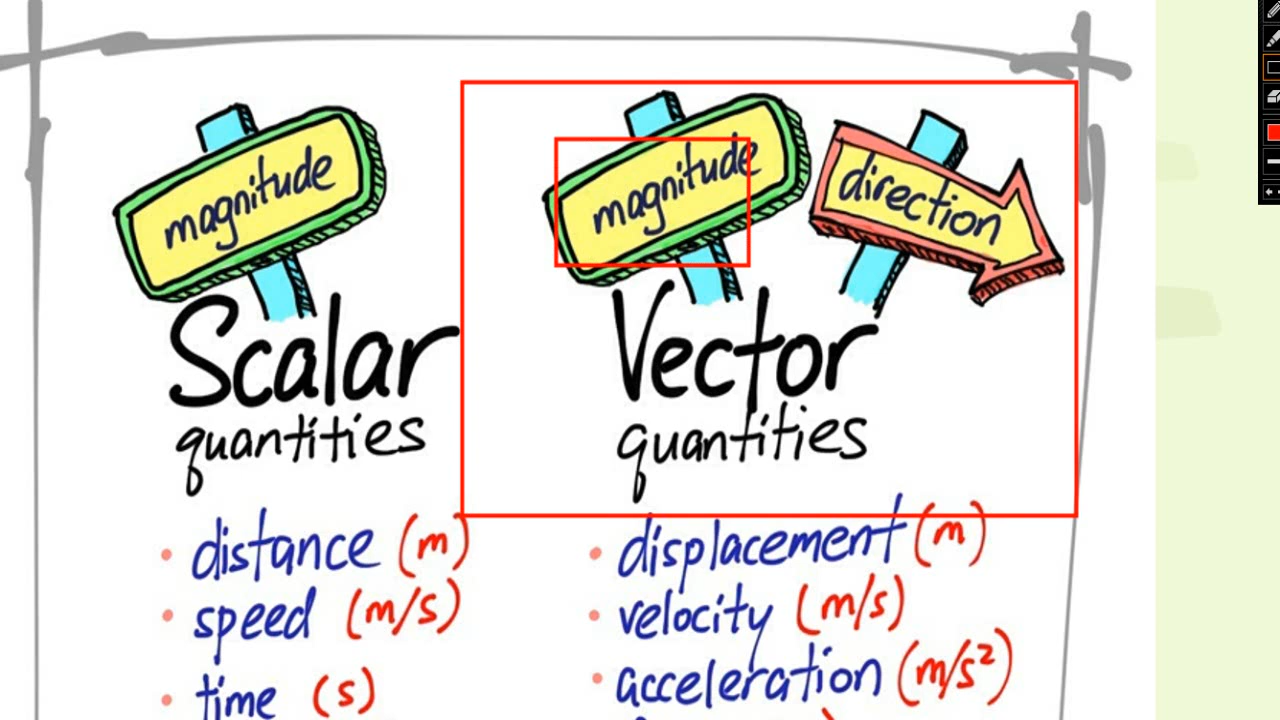 magnitude
Scalar
quantities
• distance (m)
• speed (m/s)
• time (s)
magnitude
direction
Vector
quantities
• displacement (m)
• velocity (m/s)
• acceleration (m/s²)